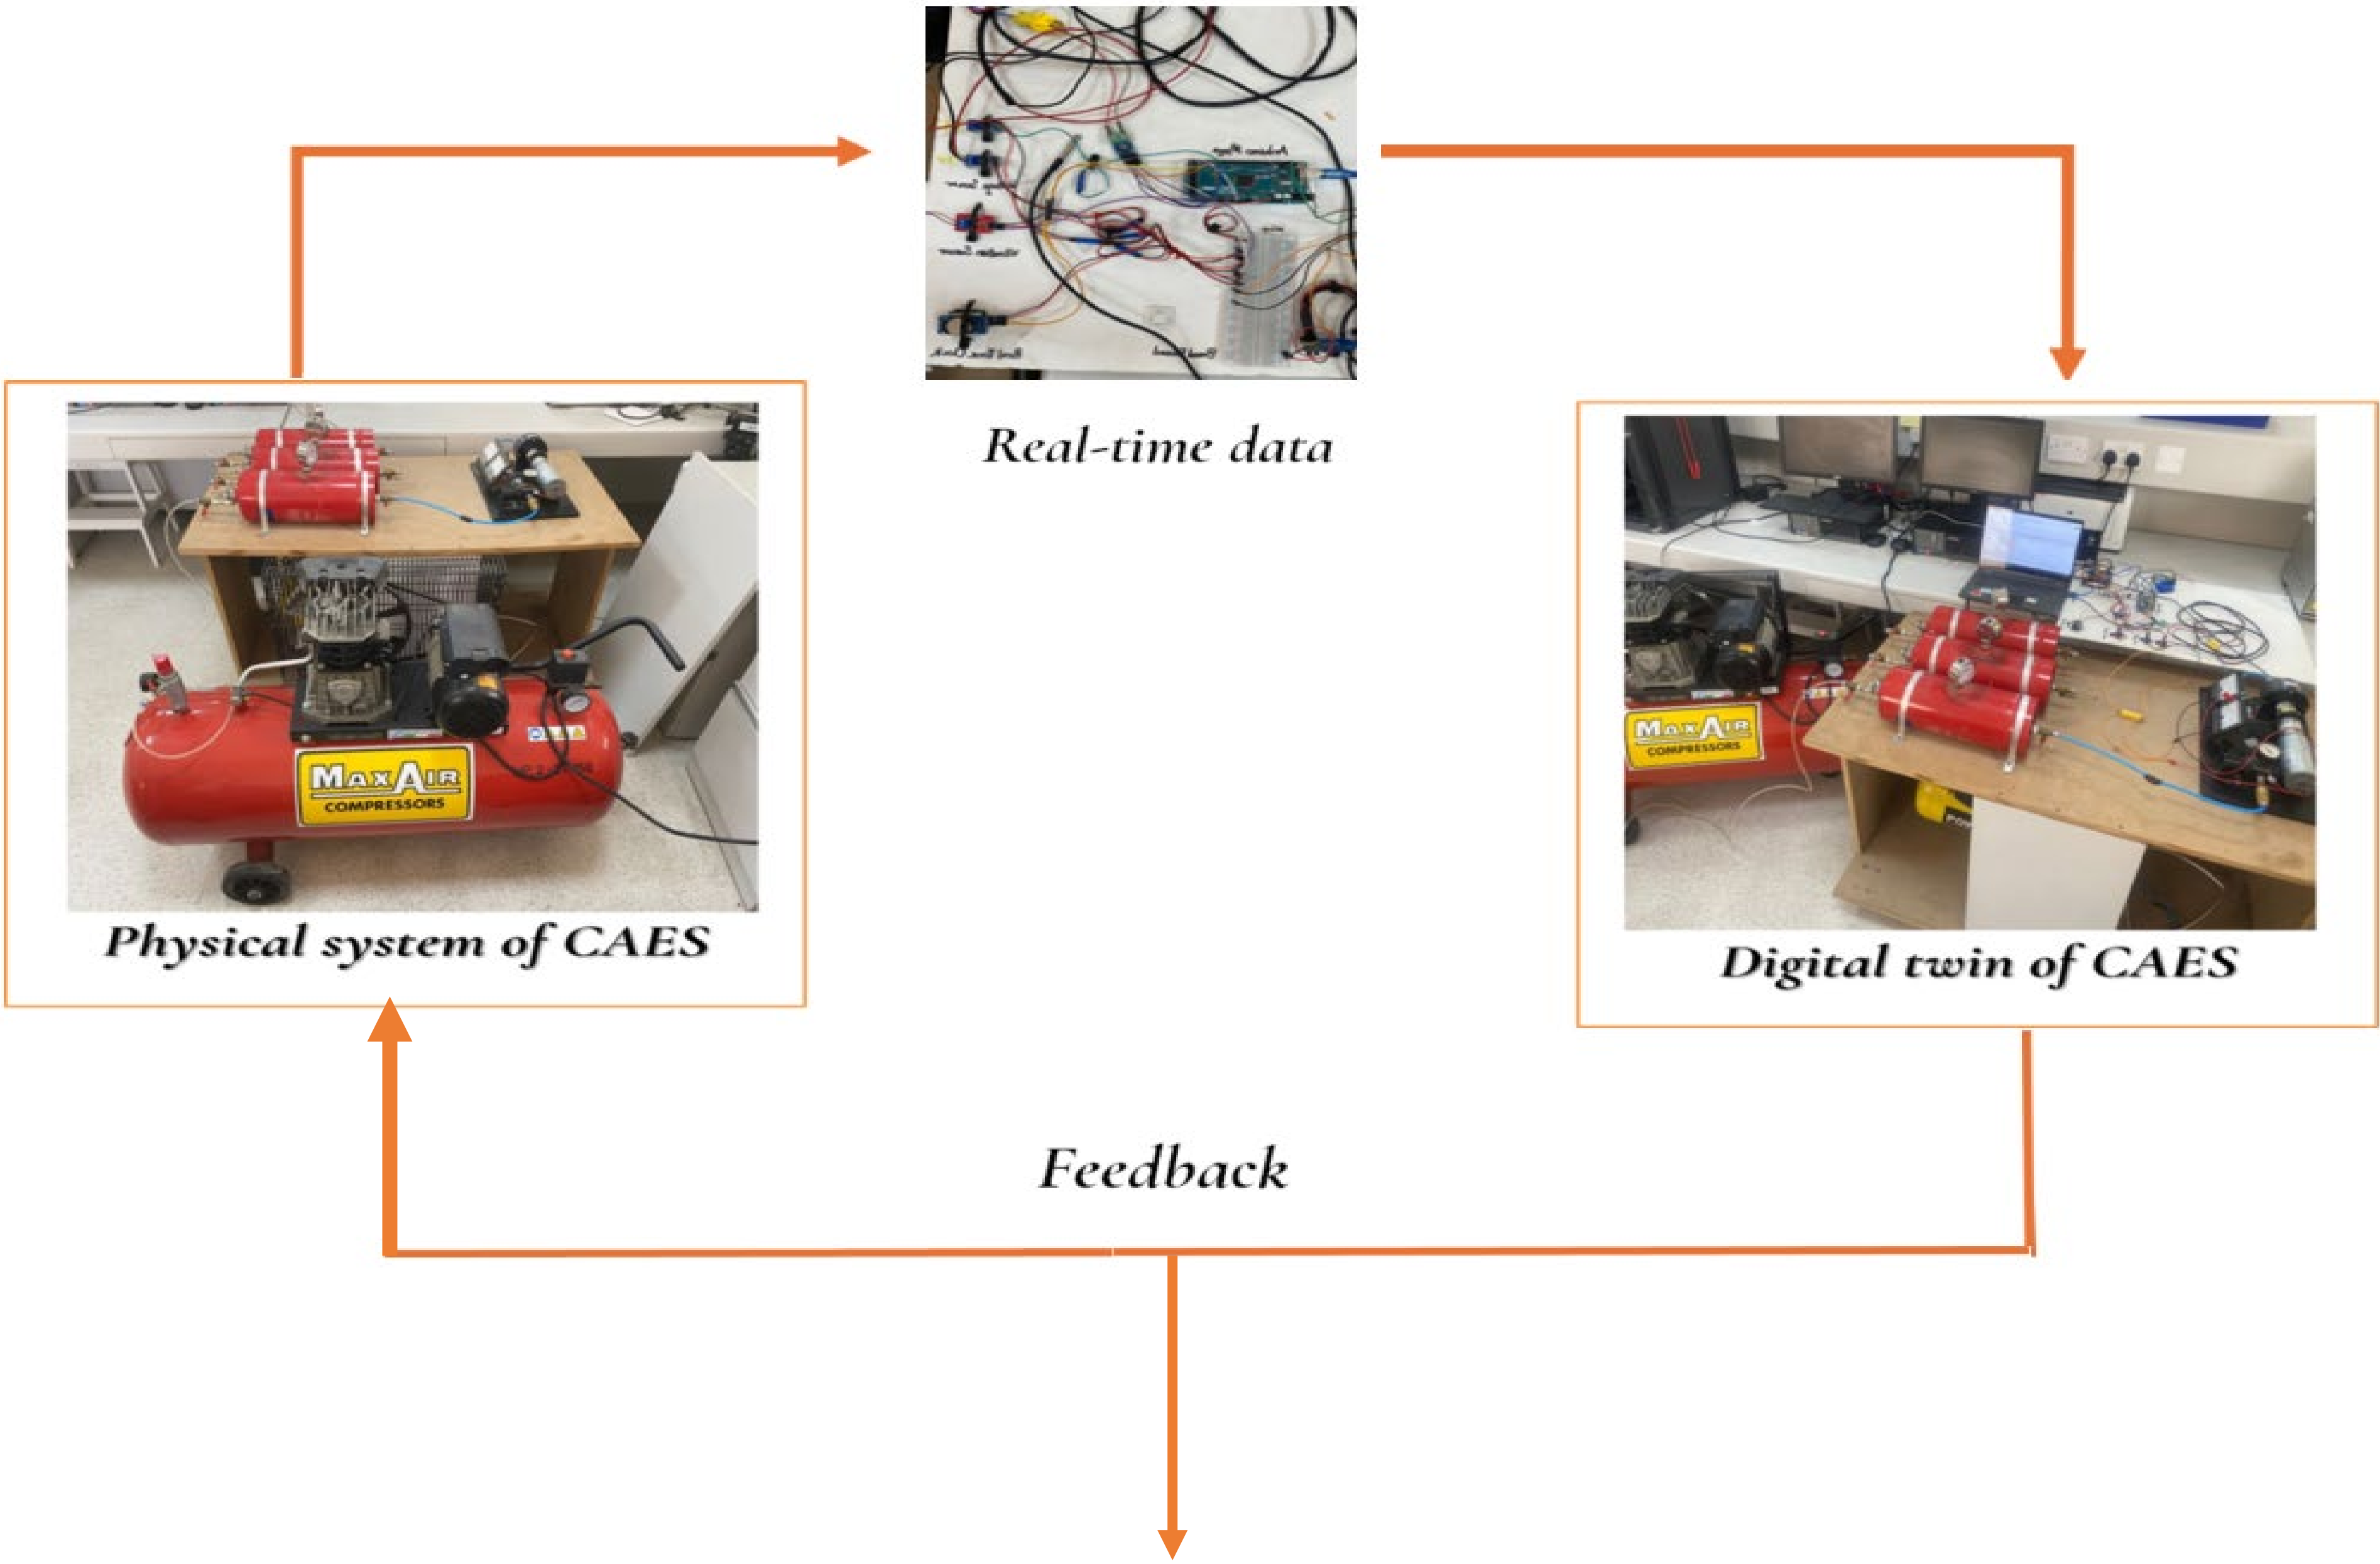 Real-time data
MAXAIR
COMPRESSORS
Physical system of CAES
MAXAIR
COMPRESSORS
Digital twin of CAES
Feedback